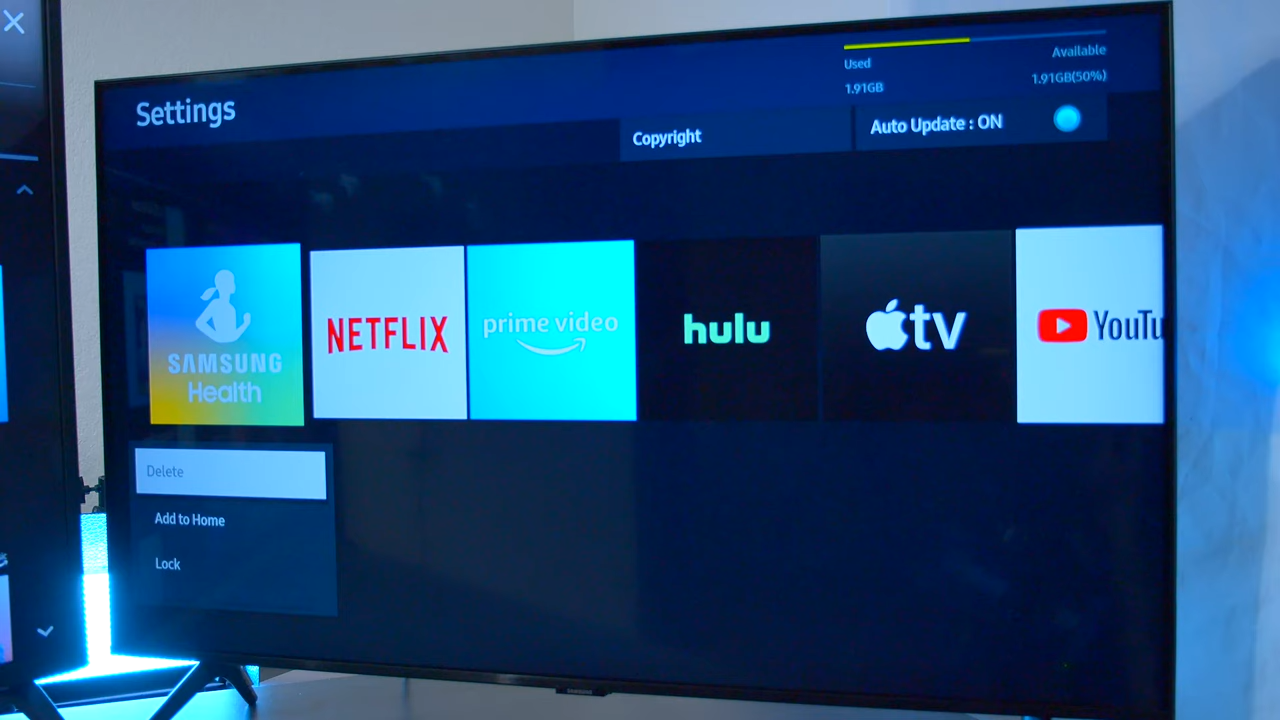 Settings
Used
Available
1.91GB
1.91GB(50%)
Copyright
Auto Update : ON
SAMSUNG
Health
NETFLIX
prime video
hulu
tv
YouTu
Delete
Add to Home
Lock
SAMSUNG